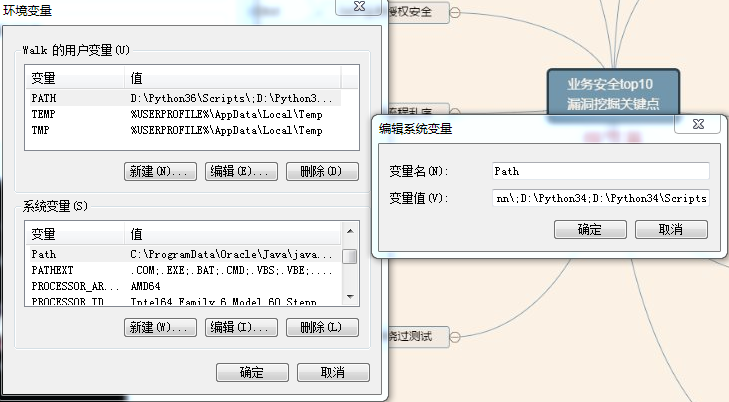 环境变量
Walk 的用户变量(U)
变量 值
PATH D:\Python36\Scripts\;D:\Python3...
TEMP %USERPROFILE%\AppData\Local\Temp
TMP %USERPROFILE%\AppData\Local\Temp
新建(N)... 编辑(E)... 删除(D)
系统变量(S)
变量 值
Path C:\ProgramData\Oracle\Java\java...
PATHEXT .COM;.EXE;.BAT;.CMD;.VBS;.VBE;....
PROCESSOR_AR... AMD64
PROCESSOR_ID Intel64 Family 6 Model 60 Stepp
新建(W)... 编辑(I)... 删除(L)
确定 取消
授权安全
业务安全top10
漏洞挖掘关键点
流程乱序
编辑系统变量
变量名(N): Path
变量值(V): nn\;D:\Python34;D:\Python34\Scripts
确定 取消
绕过测试